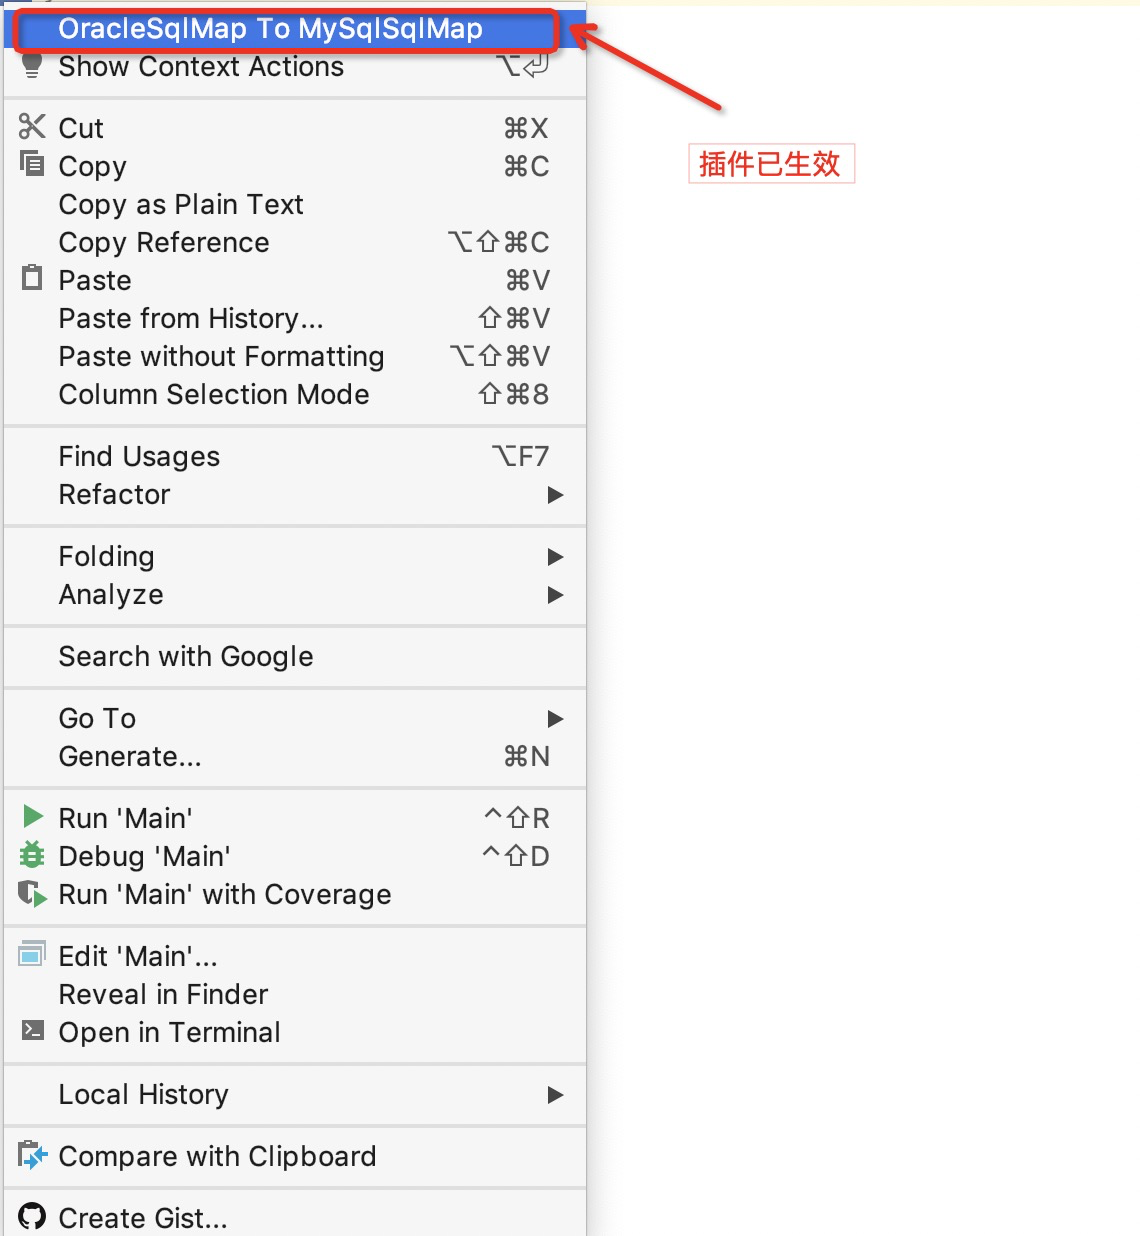 OracleSqlMap To MySqlSqlMap
Show Context Actions ⌥⏎
插件已生效
Cut ⌘X
Copy ⌘C
Copy as Plain Text
Copy Reference ⌥⇧⌘C
Paste ⌘V
Paste from History... ⇧⌘V
Paste without Formatting ⌥⇧⌘V
Column Selection Mode ⇧⌘8
Find Usages ⌥F7
Refactor
Folding
Analyze
Search with Google
Go To
Generate... ⌘N
Run 'Main' ^⇧R
Debug 'Main' ^⇧D
Run 'Main' with Coverage
Edit 'Main'...
Reveal in Finder
Open in Terminal
Local History
Compare with Clipboard
Create Gist...